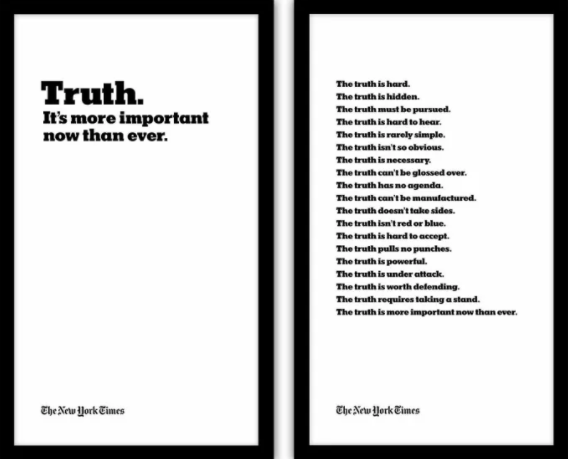 Truth.
It's more important
now than ever.
The New York Times
The truth is hard.
The truth is hidden.
The truth must be pursued.
The truth is hard to hear.
The truth is rarely simple.
The truth isn't so obvious.
The truth is necessary.
The truth can't be glossed over.
The truth has no agenda.
The truth can't be manufactured.
The truth doesn't take sides.
The truth isn't red or blue.
The truth is hard to accept.
The truth pulls no punches.
The truth is powerful.
The truth is under attack.
The truth is worth defending.
The truth requires taking a stand.
The truth is more important now than ever.
The New York Times